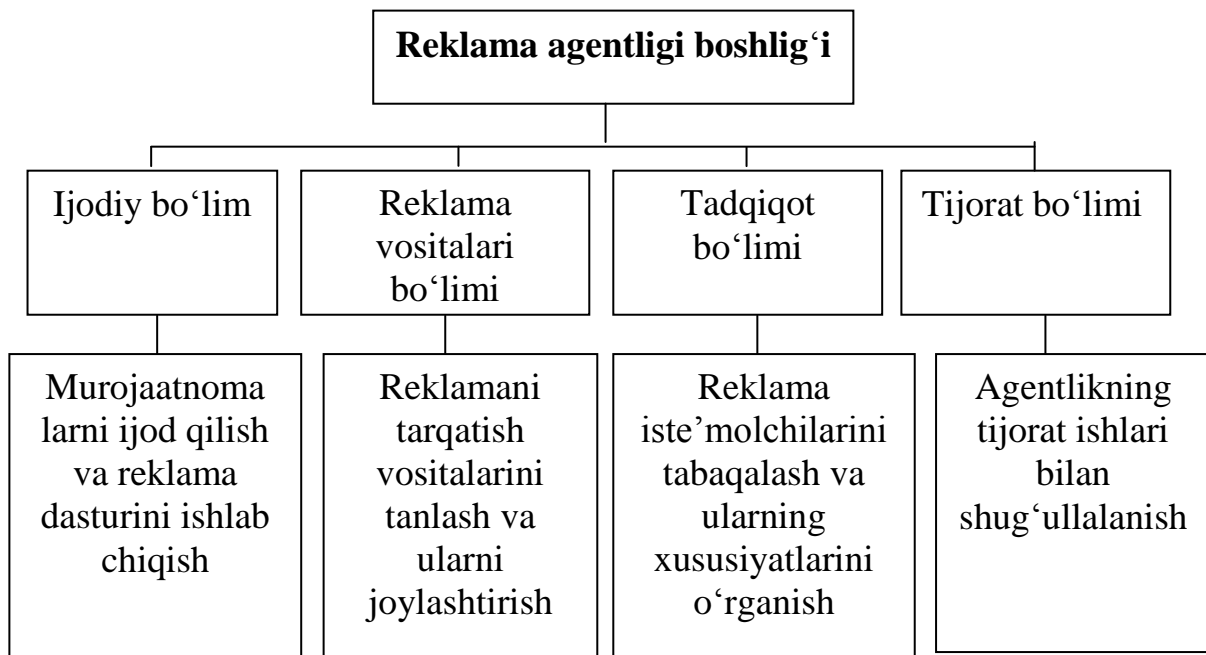 Reklama agentligi boshlig‘i
Ijodiy bo‘lim
Reklama
vositalari
bo‘limi
Tadqiqot
bo‘limi
Tijorat bo‘limi
Murojaatnoma
larni ijod qilish
va reklama
dasturini ishlab
chiqish
Reklamani
tarqatish
vositalarini
tanlash va
ularni
joylashtirish
Reklama
iste’molchilarini
tabaqalash va
ularning
xususiyatlarini
o‘rganish
Agentlikning
tijorat ishlari
bilan
shug‘ullalanish